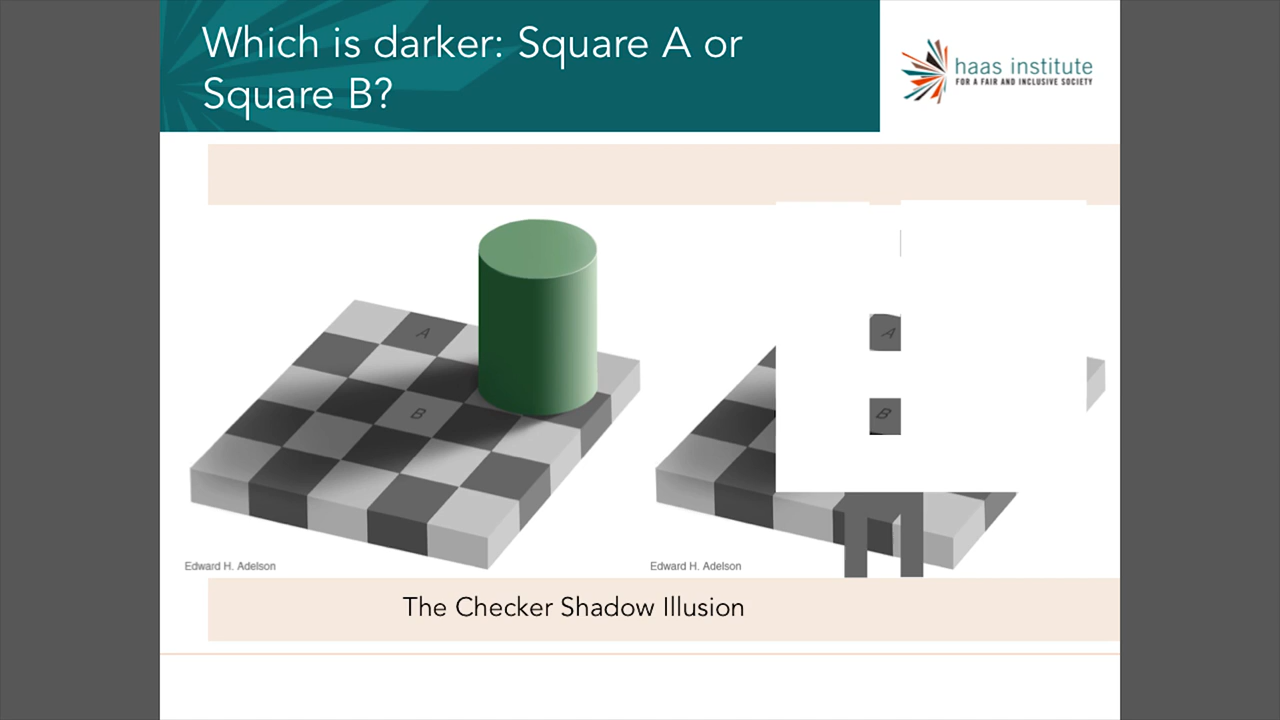 Which is darker: Square A or
Square B?
haas institute
FOR A FAIR AND INCLUSIVE SOCIETY
A
B
Edward H. Adelson
A
B
Edward H. Adelson
The Checker Shadow Illusion